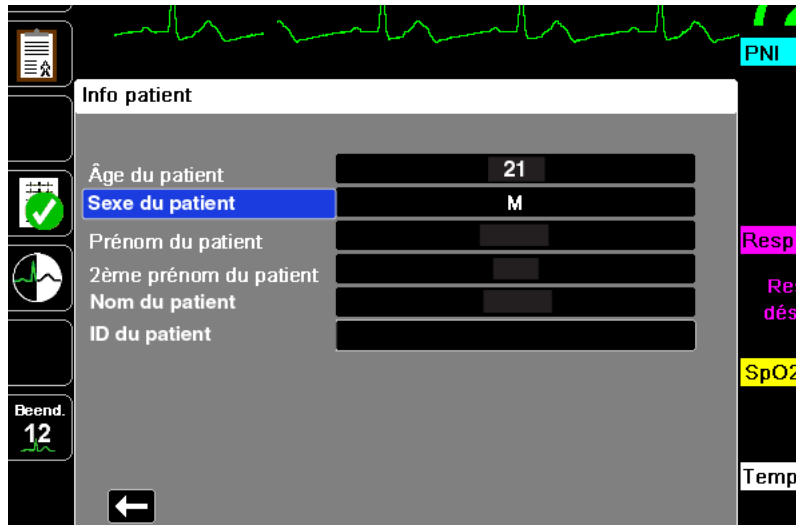 PNI
Info patient
Âge du patient 21
Sexe du patient M
Prénom du patient
2ème prénom du patient
Nom du patient
ID du patient
Resp
SpO2
Beend.
12
Temp